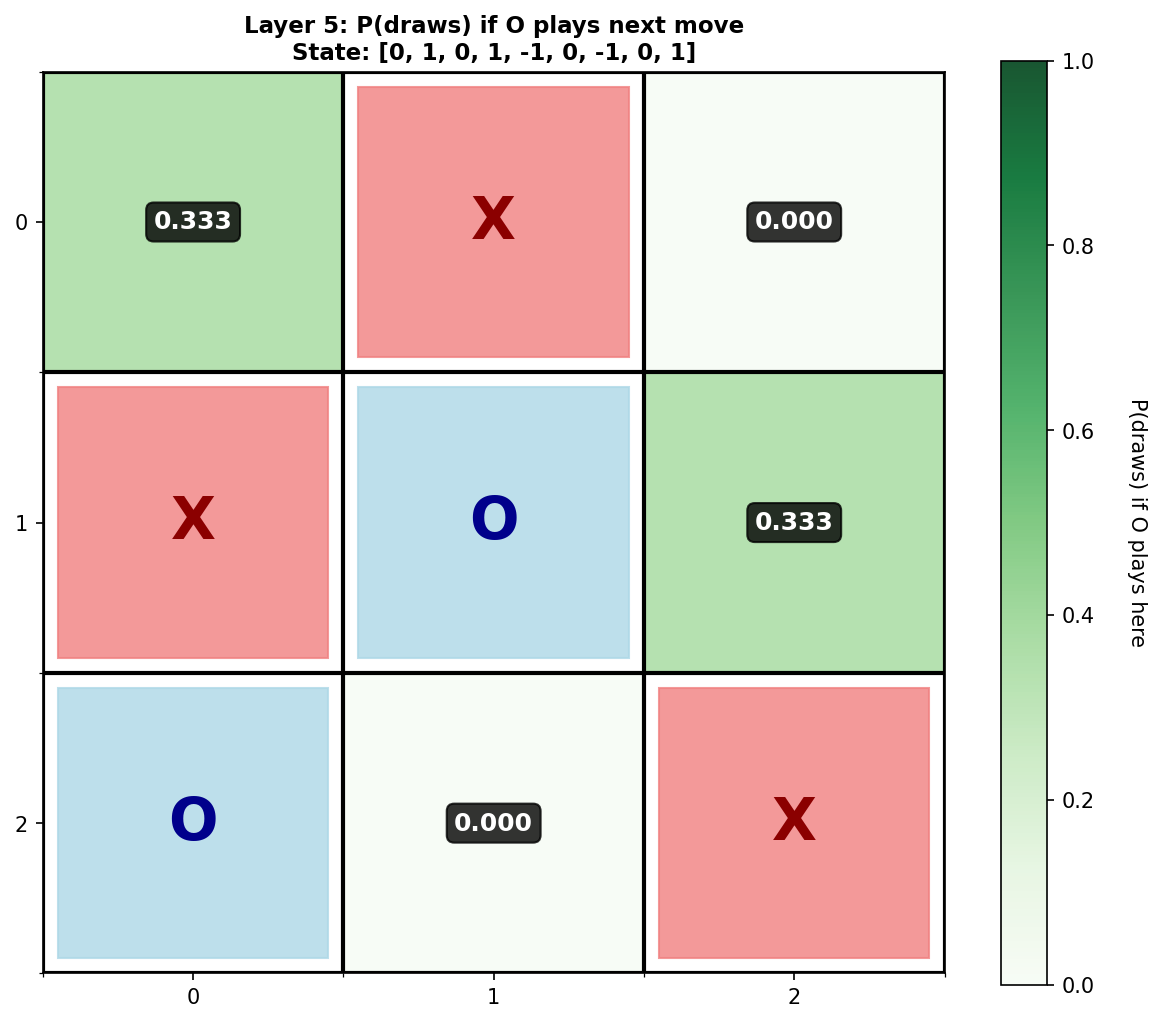 Layer 5: P(draws) if O plays next move
State: [0, 1, 0, 1, -1, 0, -1, 0, 1]
0.333 X 0.000
X O 0.333
O 0.000 X
0
1
2
0 1 2
1.0
0.8
0.6
0.4
0.2
0.0
P(draws) if O plays here